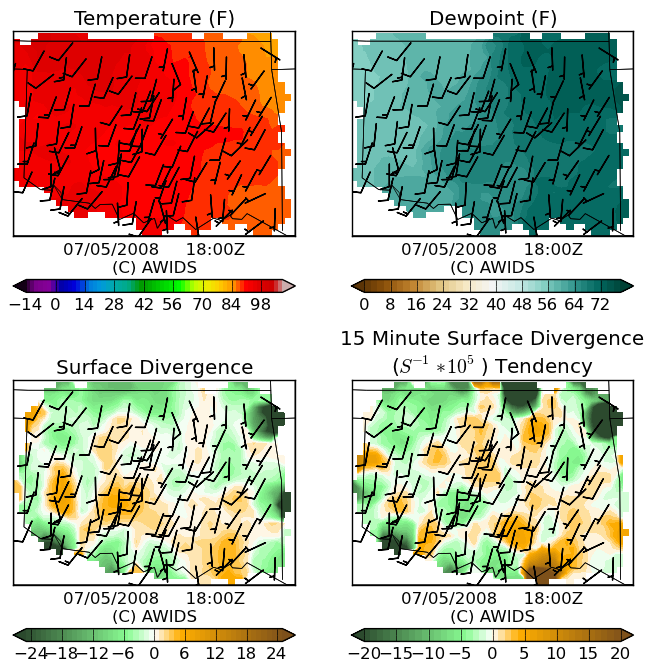 Temperature (F)
Dewpoint (F)
07/05/2008 18:00Z
(C) AWIDS
−14 0 14 28 42 56 70 84 98
07/05/2008 18:00Z
(C) AWIDS
0 8 16 24 32 40 48 56 64 72
Surface Divergence
15 Minute Surface Divergence
(S⁻¹ *10⁵ ) Tendency
07/05/2008 18:00Z
(C) AWIDS
−24−18−12 −6 0 6 12 18 24
07/05/2008 18:00Z
(C) AWIDS
−20−15−10 −5 0 5 10 15 20